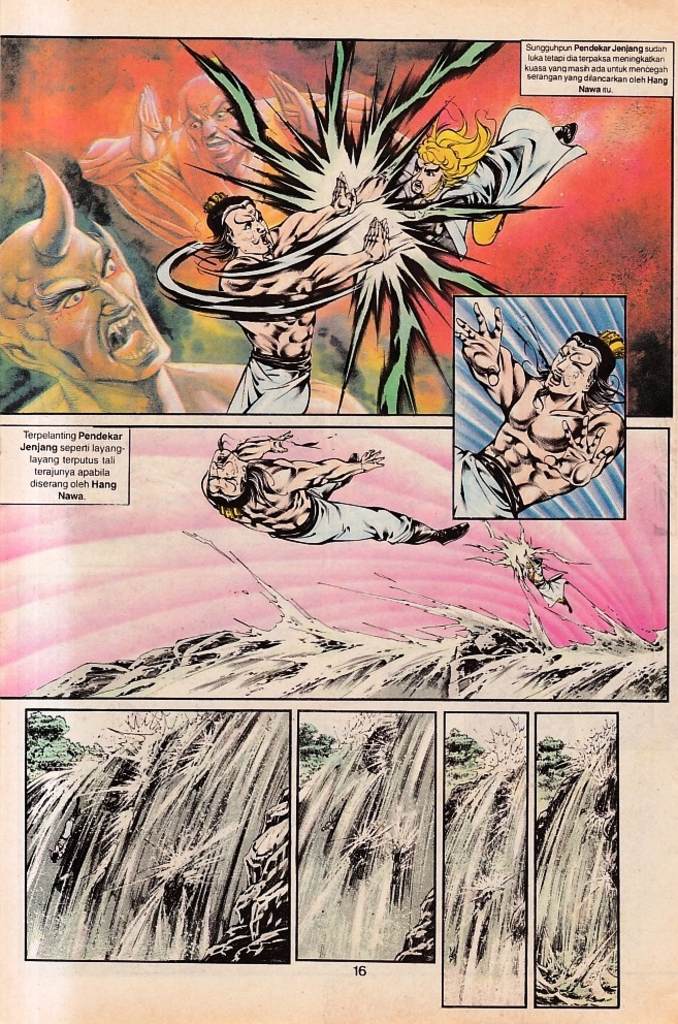 Sungguhpun Pendekar Jenjang sudah
luka tetapi dia terpaksa meningkatkan
kuasa yang masih ada untuk mencegah
serangan yang dilancarkan oleh Hang
Nawa itu.
Terpelanting Pendekar
Jenjang seperti layang-
layang terputus tali
terajunya apabila
diserang oleh Hang
Nawa.
16